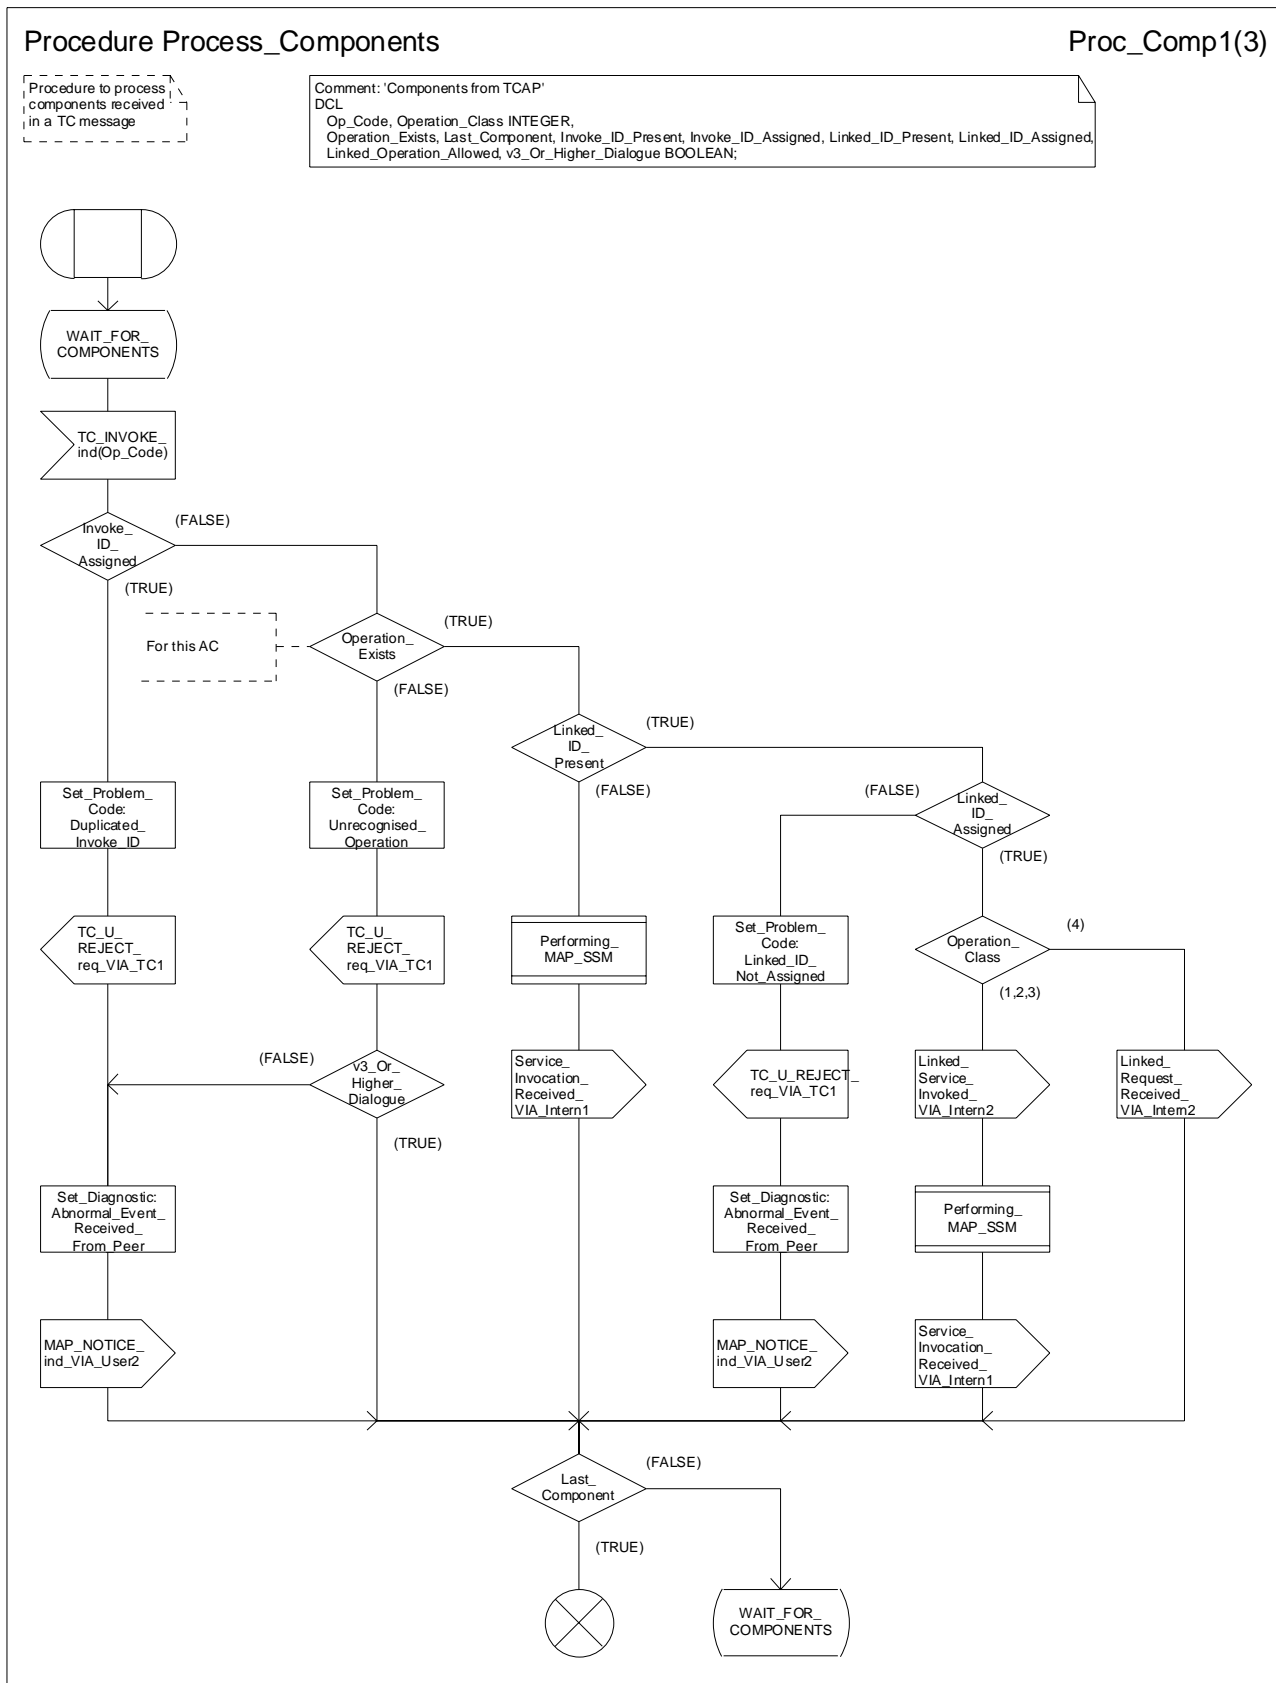 Procedure Process_Components
Proc_Comp1(3)
Procedure to process
components received
in a TC message
Comment: 'Components from TCAP'
DCL
Op_Code, Operation_Class INTEGER,
Operation_Exists, Last_Component, Invoke_ID_Present, Invoke_ID_Assigned, Linked_ID_Present, Linked_ID_Assigned,
Linked_Operation_Allowed, v3_Or_Higher_Dialogue BOOLEAN;
WAIT_FOR_
COMPONENTS
TC_INVOKE_
ind(Op_Code)
Invoke_
ID_
Assigned
(FALSE)
(TRUE)
For this AC
Operation_
Exists
(TRUE)
(FALSE)
Linked_
ID_
Present
(TRUE)
(FALSE)
Linked_
ID_
Assigned
(FALSE)
(TRUE)
Set_Problem_
Code:
Duplicated_
Invoke_ID
Set_Problem_
Code:
Unrecognised_
Operation
TC_U_
REJECT_
req_VIA_TC1
TC_U_
REJECT_
req_VIA_TC1
Performing_
MAP_SSM
Set_Problem_
Code:
Linked_ID_
Not_Assigned
Operation_
Class
(4)
(1,2,3)
(FALSE)
v3_Or_
Higher_
Dialogue
(TRUE)
Service_
Invocation_
Received_
VIA_Intern1
TC_U_REJECT_
req_VIA_TC1
Linked_
Service_
Invoked_
VIA_Intern2
Linked_
Request_
Received_
VIA_Intern2
Set_Diagnostic:
Abnormal_Event_
Received_
From_Peer
Set_Diagnostic:
Abnormal_Event_
Received_
From_Peer
Performing_
MAP_SSM
MAP_NOTICE_
ind_VIA_User2
MAP_NOTICE_
ind_VIA_User2
Service_
Invocation_
Received_
VIA_Intern1
Last_
Component
(FALSE)
(TRUE)
WAIT_FOR_
COMPONENTS